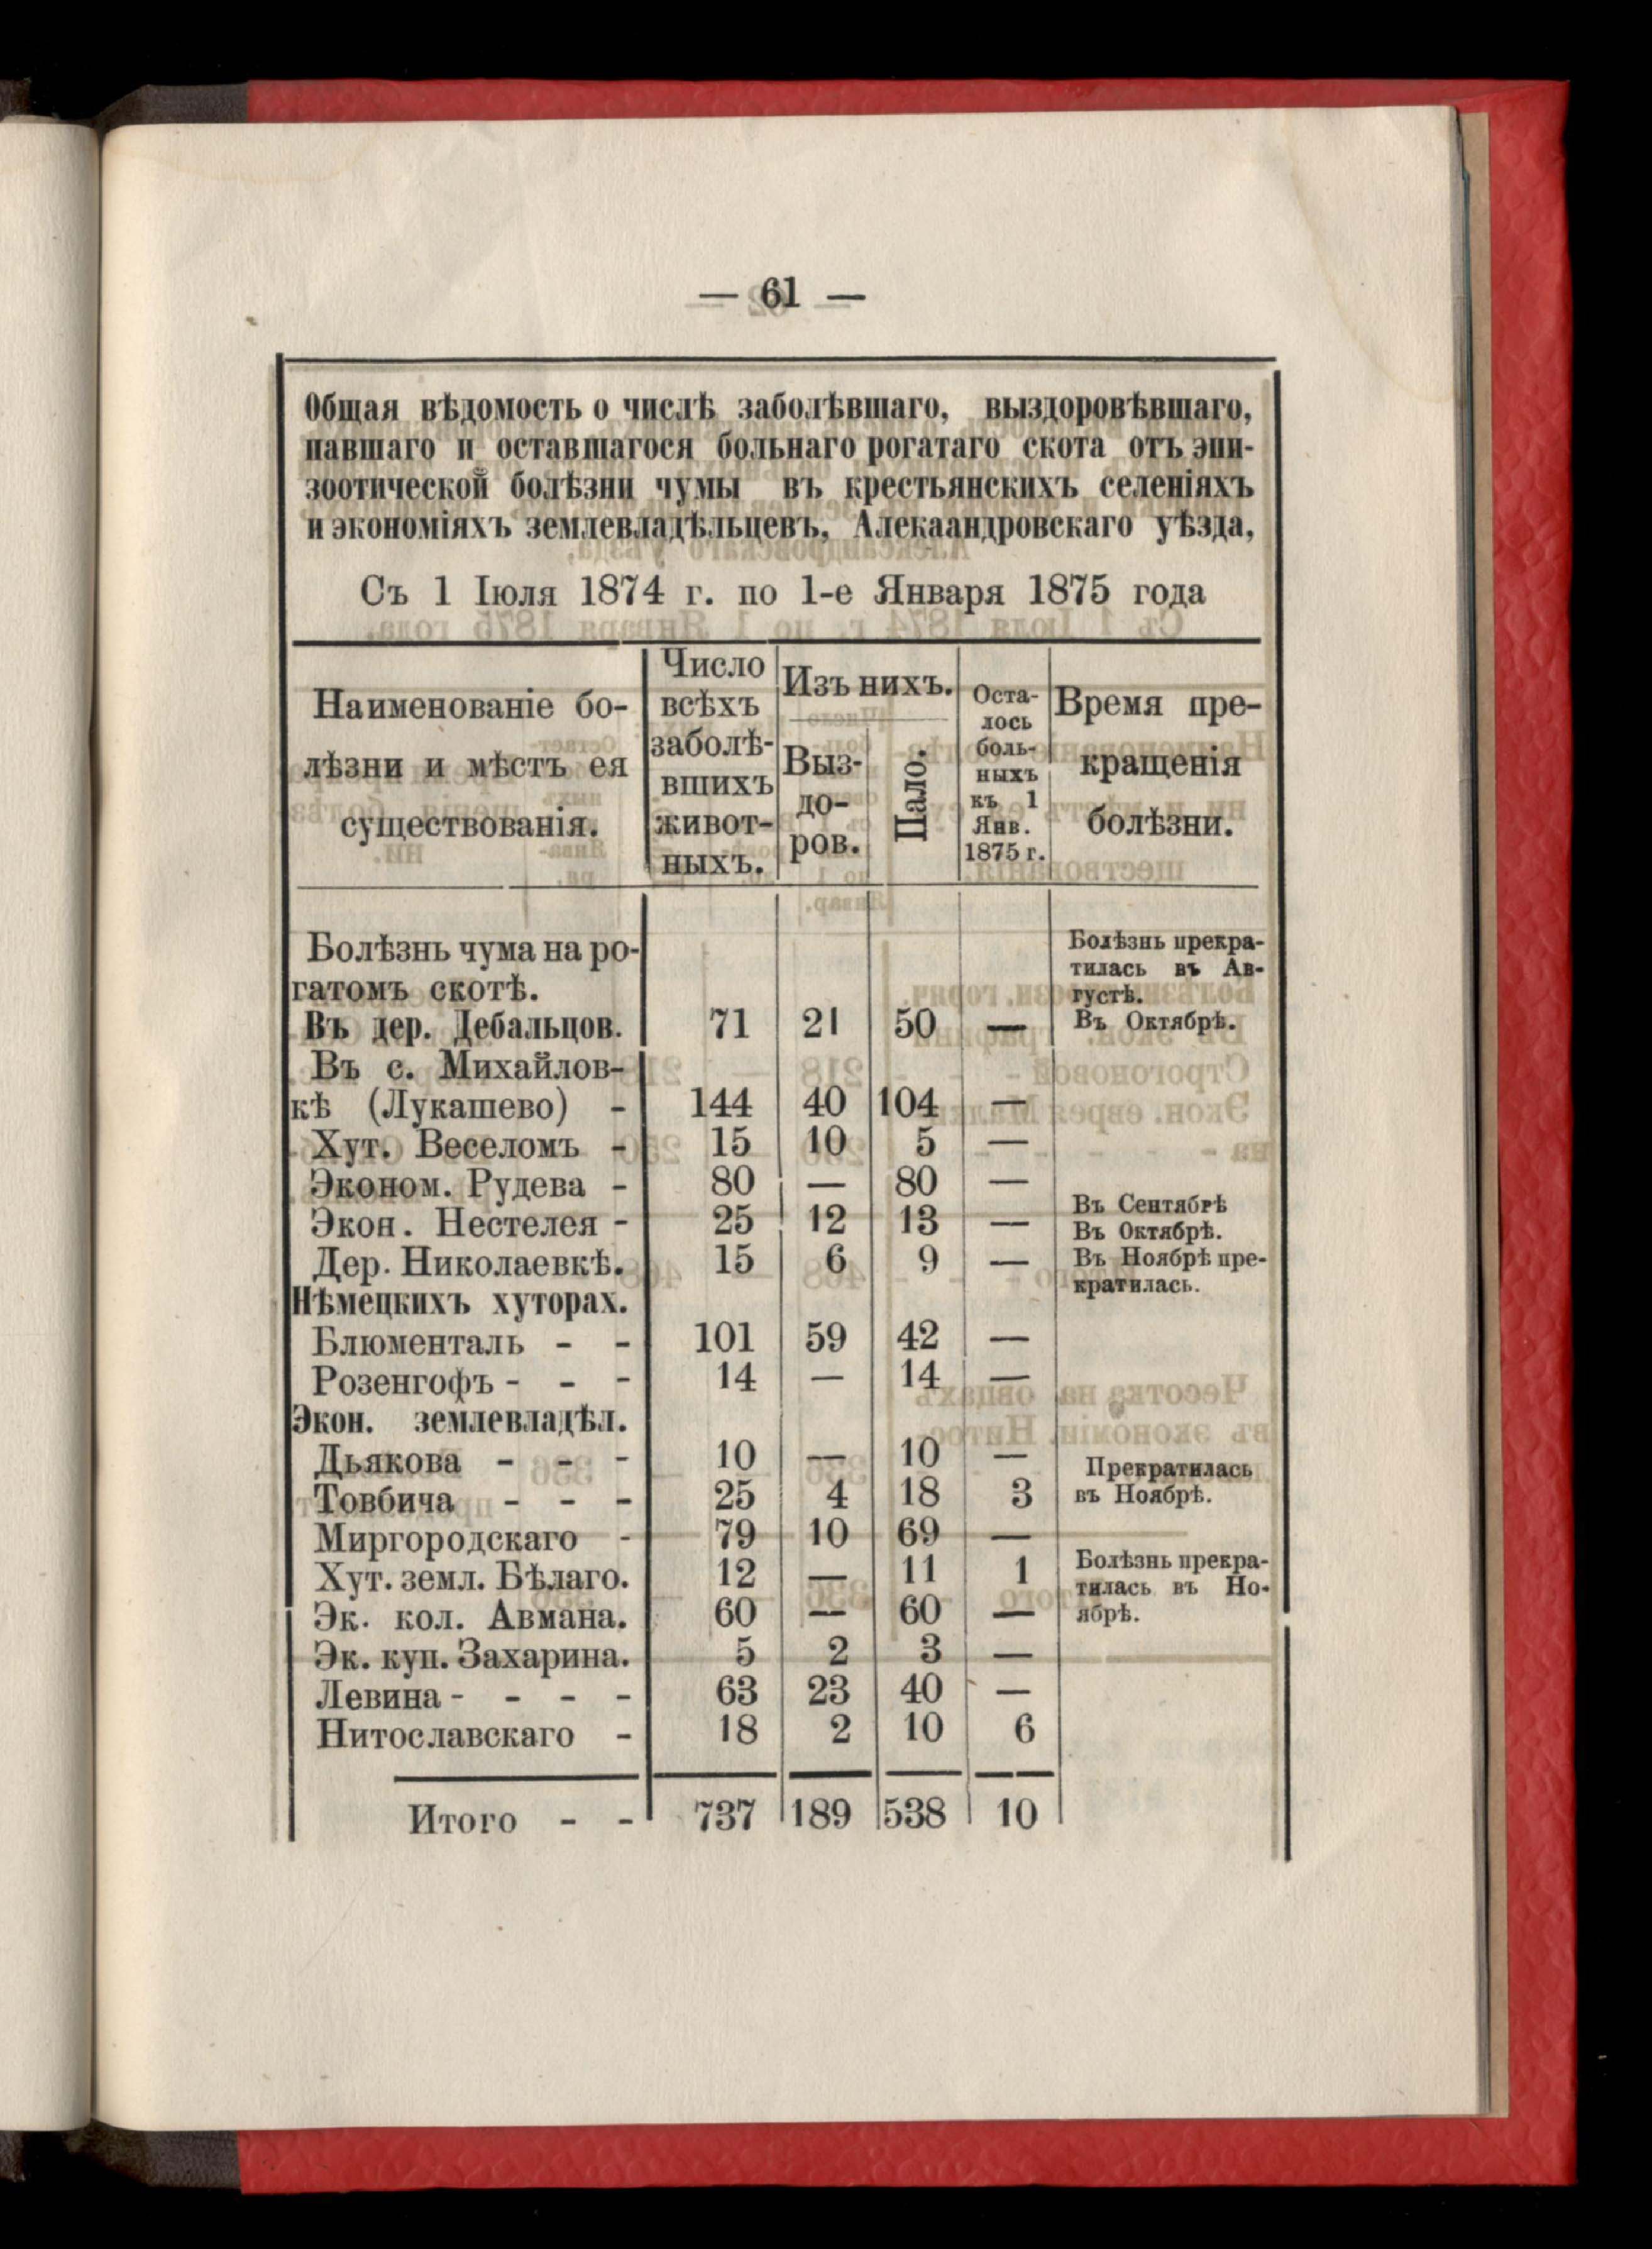 — 61 —
Общая вѣдомость о числѣ заболѣвшаго, выздоровѣвшаго,
павшаго и оставшагося больнаго рогатаго скота отъ эпи-
зоотической болѣзни чумы въ крестьянскихъ селеніяхъ
и экономіяхъ землевладѣльцевъ, Алекаандровскаго уѣзда,
Съ 1 Іюля 1874 г. по 1-е Января 1875 года
Наименованіе бо-
лѣзни и мѣстъ ея
существованія.
Число
всѣхъ
заболѣ-
вшихъ
живот-
ныхъ.
Изъ нихъ.
Выз-
до-
ров.
Пало.
Оста-
лось
боль-
ныхъ
къ 1
Янв.
1875 г.
Время пре-
кращенія
болѣзни.
Болѣзнь чума на ро-
гатомъ скотѣ.
Болѣзнь прекра-
тилась въ Ав-
густѣ.
Въ дер. Дебальцов. 71 21 50 — Въ Октябрѣ.
Въ с. Михайлов-
кѣ (Лукашево) - 144 40 104 —
Хут. Веселомъ - 15 10 5 —
Эконом. Рудева - 80 — 80 —
Въ Сентябрѣ
Экон. Нестелея - 25 12 13 — Въ Октябрѣ.
Дер. Николаевкѣ. 15 6 9 — Въ Ноябрѣ пре-
кратилась.
Нѣмецкихъ хуторах.
Блюменталь - - 101 59 42 —
Розенгофъ - - - 14 — 14 —
Экон. землевладѣл.
Дьякова - - - 10 — 10 — Прекратилась
Товбича - - - 25 4 18 3 въ Ноябрѣ.
Миргородскаго - 79 10 69 —
Хут. земл. Бѣлаго. 12 — 11 1 Болѣзнь прекра-
тилась въ Но-
Эк. кол. Авмана. 60 — 60 — ябрѣ.
Эк. куп. Захарина. 5 2 3 —
Левина - - - - 63 23 40 —
Нитославскаго - 18 2 10 6
Итого - - 737 189 538 10